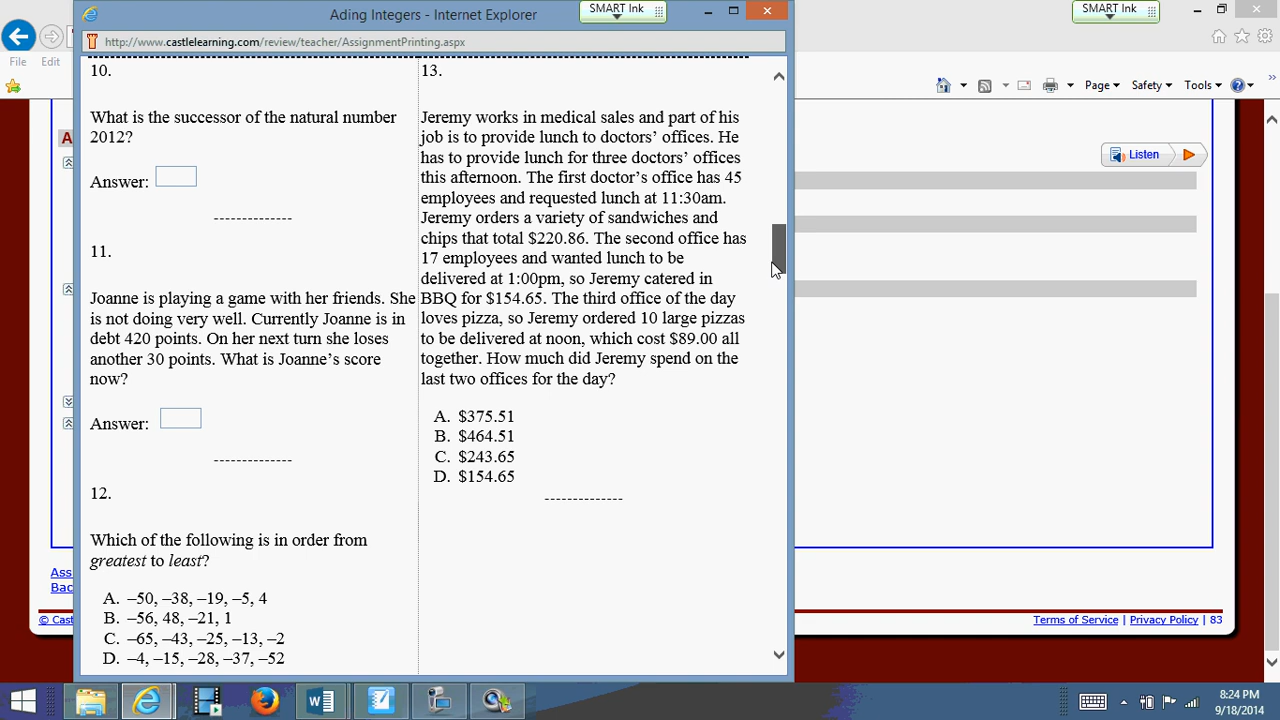 Ading Integers - Internet Explorer
SMART Ink
SMART Ink
http://www.castlelearning.com/review/teacher/AssignmentPrinting.aspx
File Edit
Page Safety Tools
10.
What is the successor of the natural number
2012?
Answer:
--------------
11.
Joanne is playing a game with her friends. She
is not doing very well. Currently Joanne is in
debt 420 points. On her next turn she loses
another 30 points. What is Joanne’s score
now?
Answer:
--------------
12.
Which of the following is in order from
greatest to least?
A. –50, –38, –19, –5, 4
B. –56, 48, –21, 1
C. –65, –43, –25, –13, –2
D. –4, –15, –28, –37, –52
13.
Jeremy works in medical sales and part of his
job is to provide lunch to doctors’ offices. He
has to provide lunch for three doctors’ offices
this afternoon. The first doctor’s office has 45
employees and requested lunch at 11:30am.
Jeremy orders a variety of sandwiches and
chips that total $220.86. The second office has
17 employees and wanted lunch to be
delivered at 1:00pm, so Jeremy catered in
BBQ for $154.65. The third office of the day
loves pizza, so Jeremy ordered 10 large pizzas
to be delivered at noon, which cost $89.00 all
together. How much did Jeremy spend on the
last two offices for the day?
A. $375.51
B. $464.51
C. $243.65
D. $154.65
--------------
A
Listen
Ass
Bac
© Cast
Terms of Service | Privacy Policy | 83
8:24 PM
9/18/2014